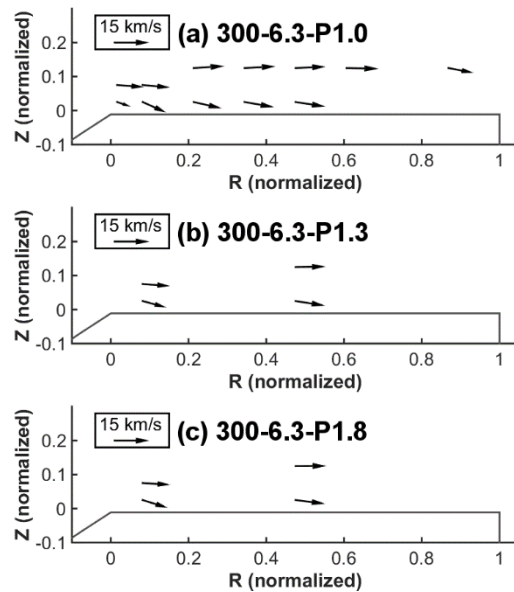 15 km/s
(a) 300-6.3-P1.0
Z (normalized)
0.2
0.1
0
-0.1
0
0.2
0.4
0.6
0.8
1
R (normalized)
15 km/s
(b) 300-6.3-P1.3
Z (normalized)
0.2
0.1
0
-0.1
0
0.2
0.4
0.6
0.8
1
R (normalized)
15 km/s
(c) 300-6.3-P1.8
Z (normalized)
0.2
0.1
0
-0.1
0
0.2
0.4
0.6
0.8
1
R (normalized)